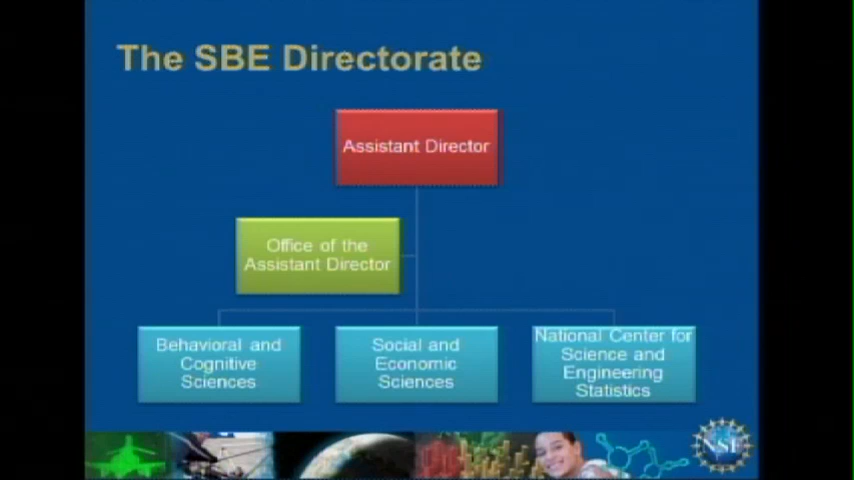 The SBE Directorate
Assistant Director
Office of the
Assistant Director
Behavioral and
Cognitive
Sciences
Social and
Economic
Sciences
National Center for
Science and
Engineering
Statistics
NSF